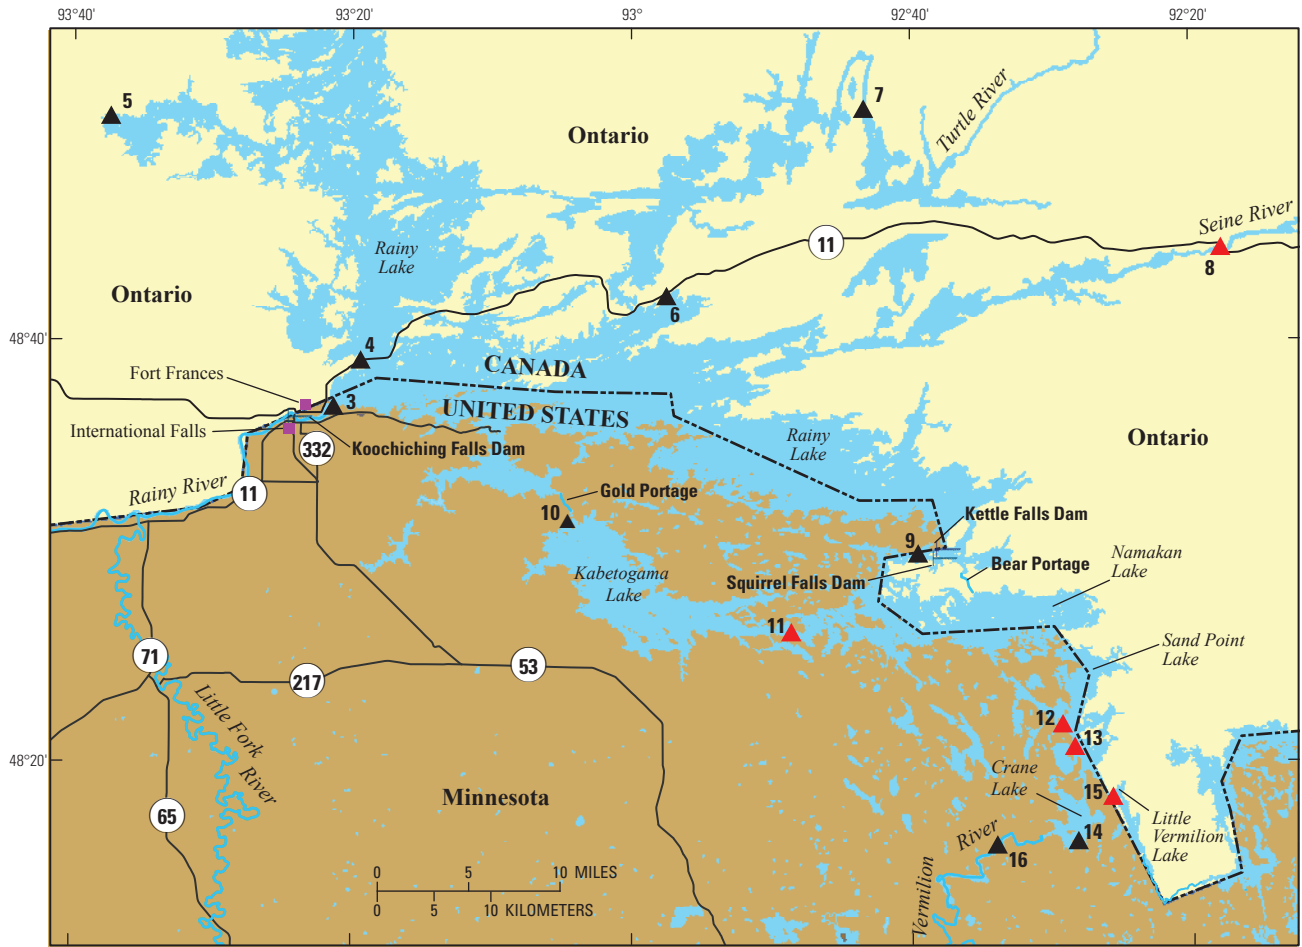 93°40'
93°20'
93°
92°40'
92°20'
5
7
Ontario
Turtle River
Seine River
Rainy
Lake
11
8
Ontario
6
48°40'
4
CANADA
Fort Frances
3
UNITED STATES
International Falls
332
Koochiching Falls Dam
Rainy
Lake
Ontario
Rainy River
11
Gold Portage
10
Kettle Falls Dam
9
Namakan
Lake
Bear Portage
Kabetogama
Lake
Squirrel Falls Dam
11
Sand Point
Lake
71
53
217
Little Fork
River
12
13
48°20'
Crane
Lake
15
Minnesota
65
Little
Vermilion
Lake
14
River
16
Vermilion
0 5 10 MILES
0 5 10 KILOMETERS